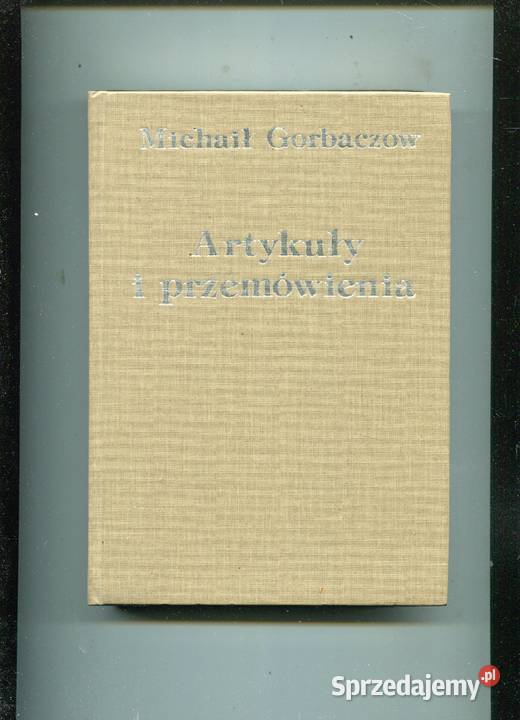 Michaił Gorbaczow
Artykuły
i przemówienia
Sprzedajemy.pl